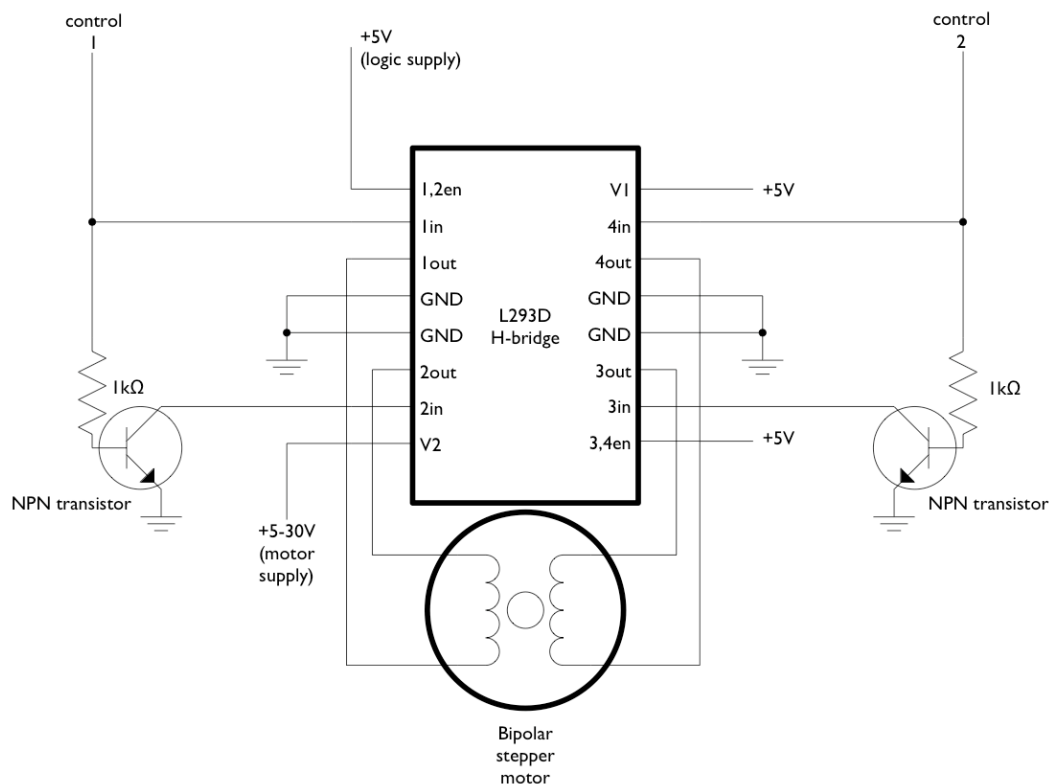 control
1
control
2
+5V
(logic supply)
1,2en
V1
+5V
1in
4in
1out
4out
GND
GND
L293D
H-bridge
GND
GND
2out
3out
1kΩ
1kΩ
2in
3in
V2
3,4en
+5V
NPN transistor
NPN transistor
+5-30V
(motor
supply)
Bipolar
stepper
motor